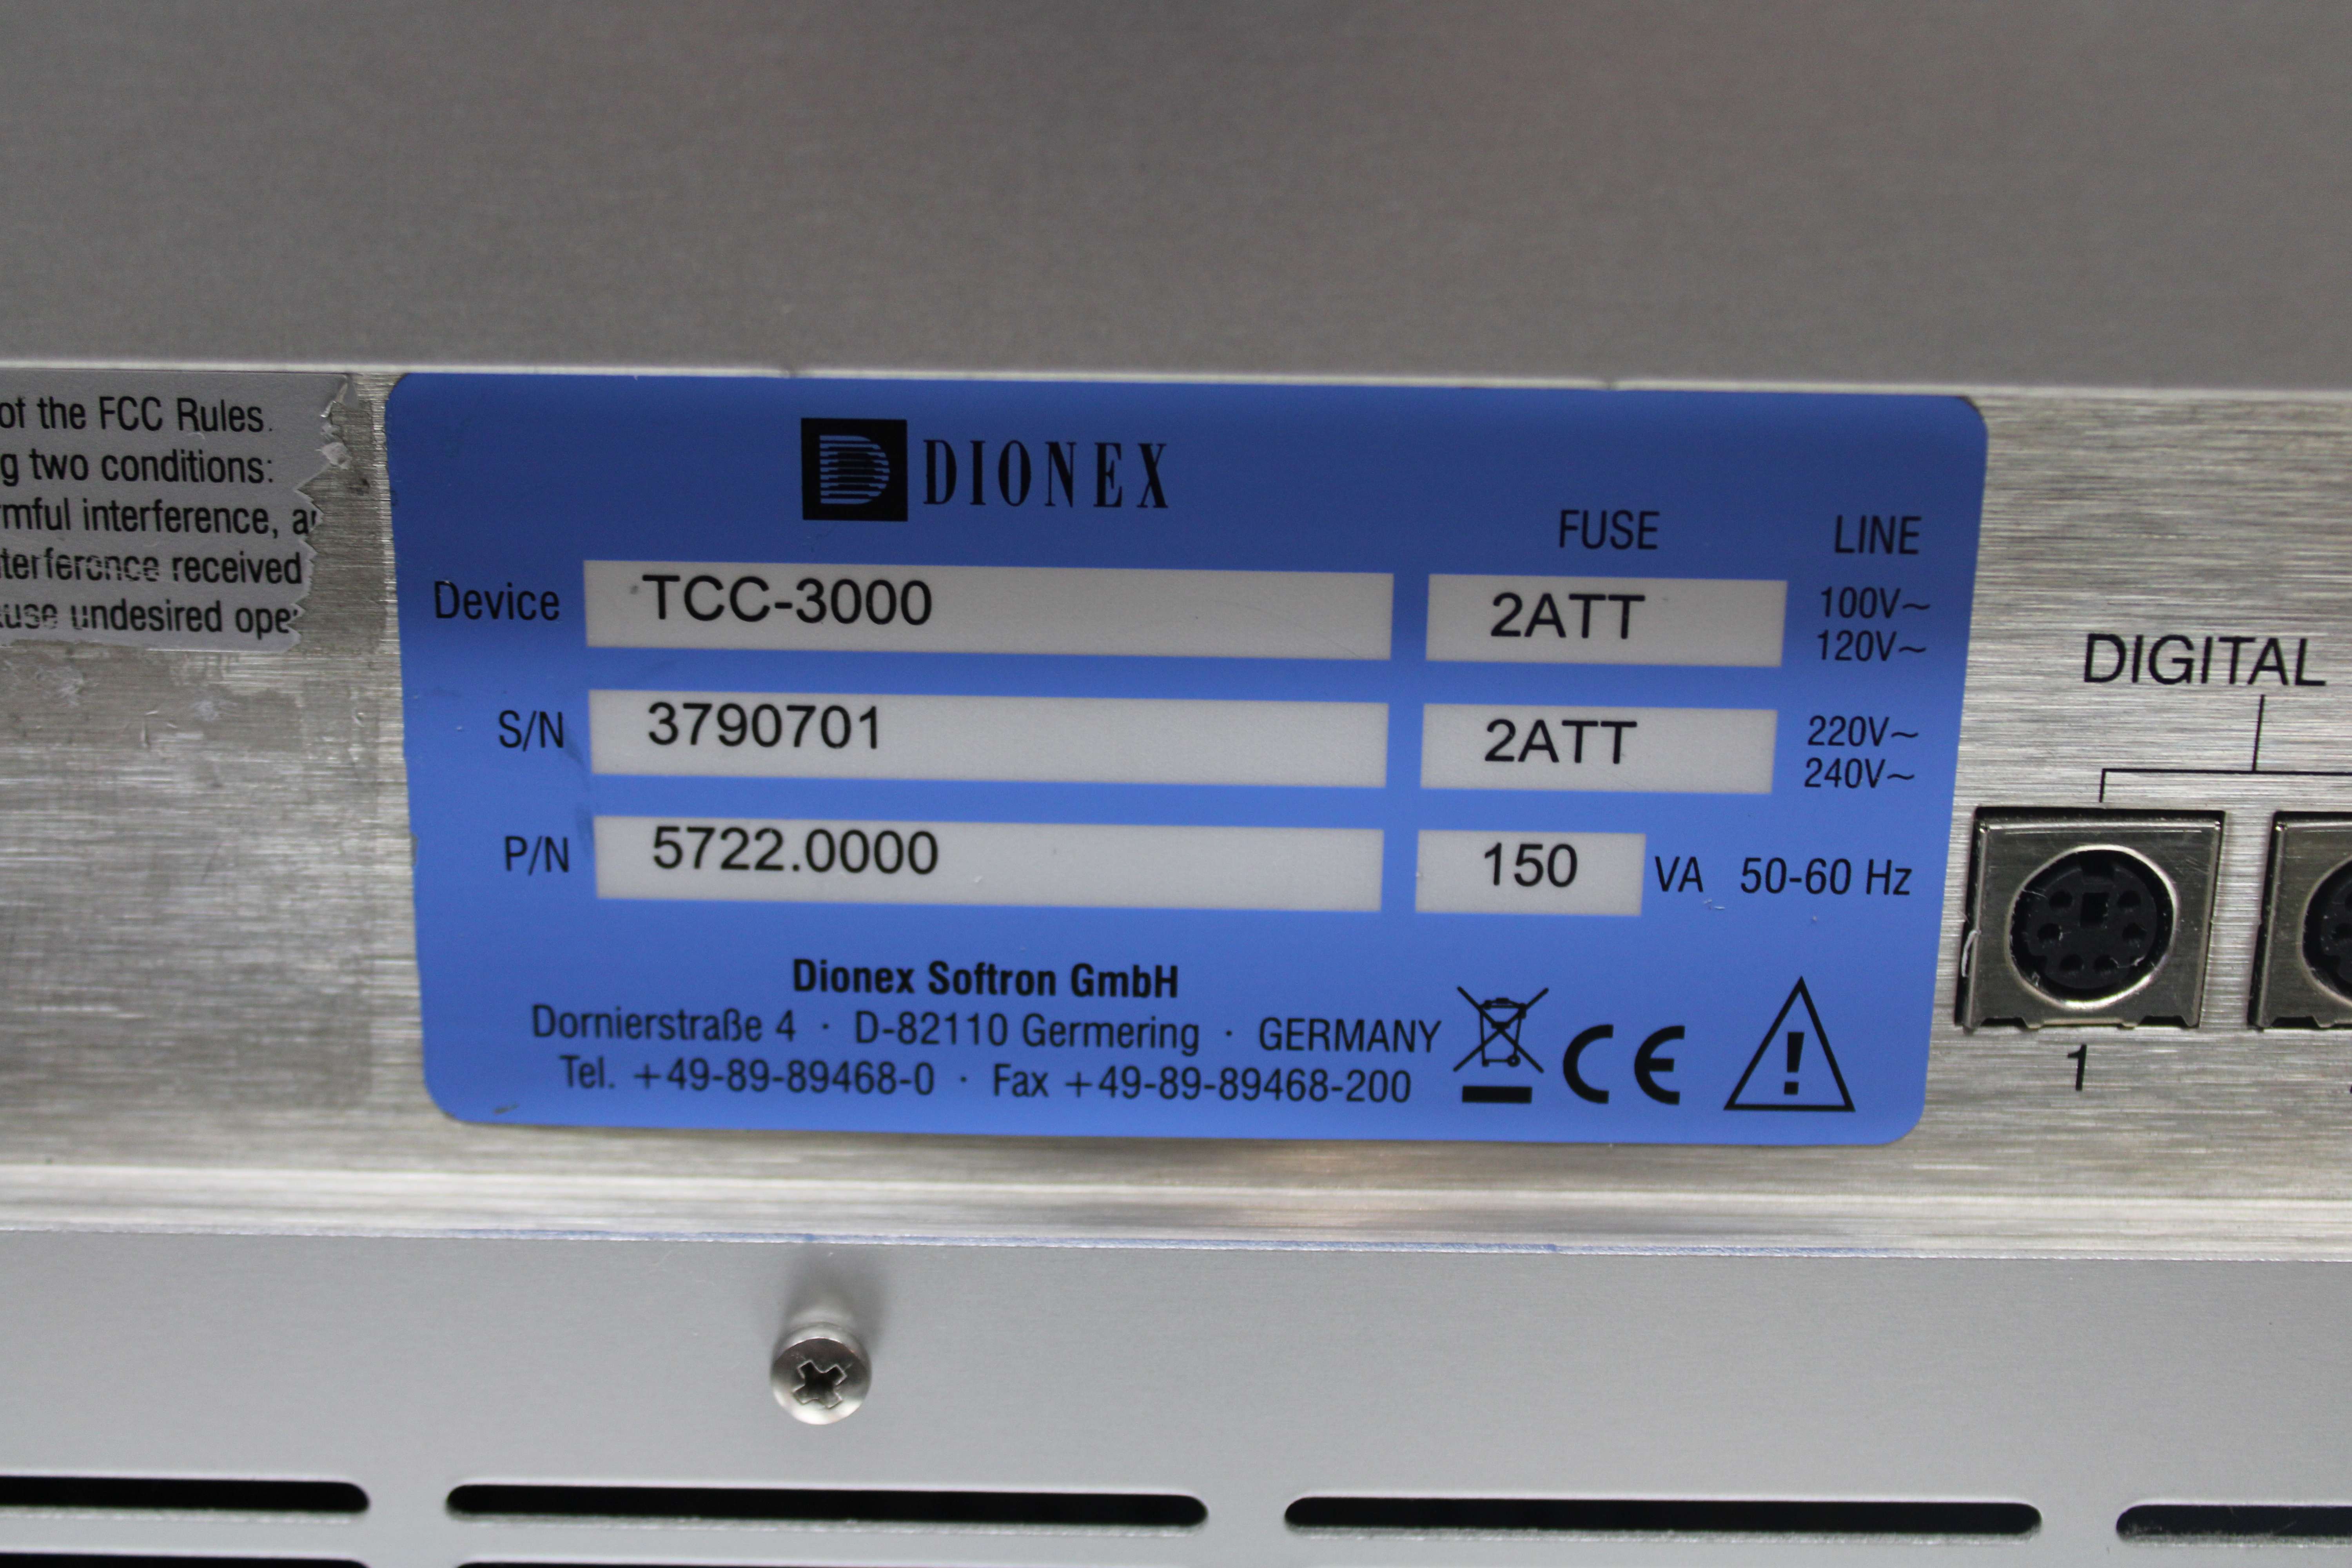 of the FCC Rules.
g two conditions:
rmful interference, a
terference received
use undesired ope
DIONEX
FUSE LINE
Device TCC-3000 2ATT 100V~
120V~
S/N 3790701 2ATT 220V~
240V~
P/N 5722.0000 150 VA 50-60 Hz
Dionex Softron GmbH
Dornierstraße 4 · D-82110 Germering · GERMANY
Tel. +49-89-89468-0 · Fax +49-89-89468-200
CE
!
DIGITAL
1